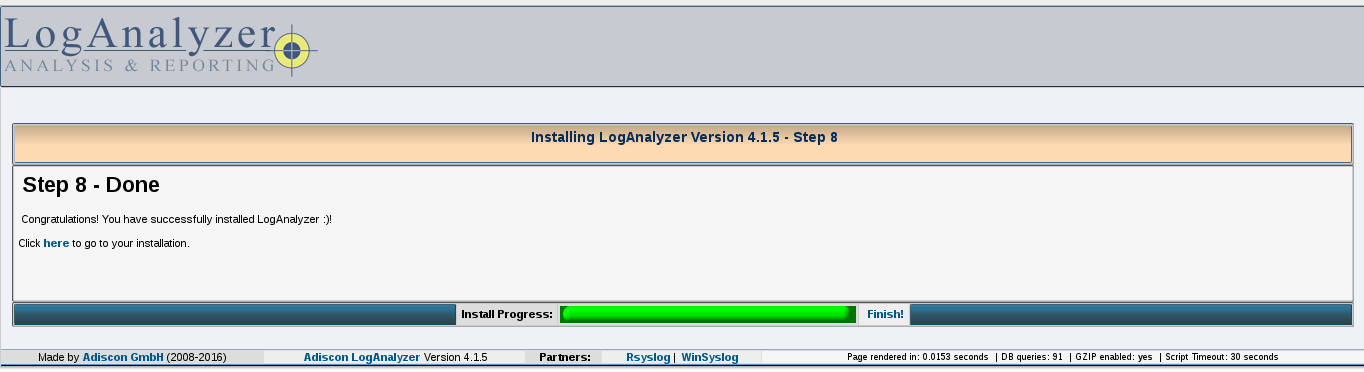 LogAnalyzer
ANALYSIS & REPORTING
Installing LogAnalyzer Version 4.1.5 - Step 8
Step 8 - Done
Congratulations! You have successfully installed LogAnalyzer :)!
Click here to go to your installation.
Install Progress: Finish!
Made by Adiscon GmbH (2008-2016) Adiscon LogAnalyzer Version 4.1.5 Partners: Rsyslog | WinSyslog Page rendered in: 0.0153 seconds | DB queries: 91 | GZIP enabled: yes | Script Timeout: 30 seconds